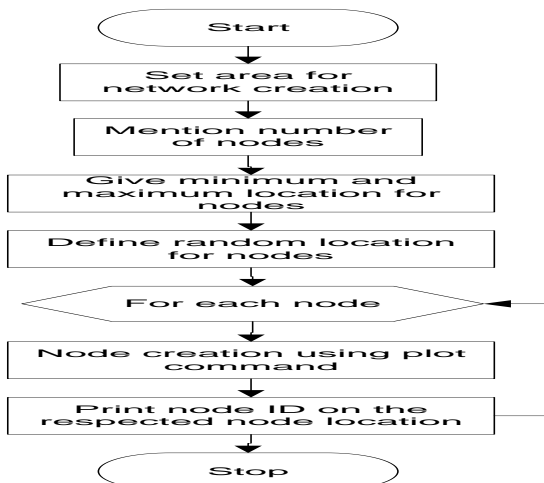 Start
Set area for
network creation
Mention number
of nodes
Give minimum and
maximum location for
nodes
Define random location
for nodes
For each node
Node creation using plot
command
Print node ID on the
respected node location
Stop